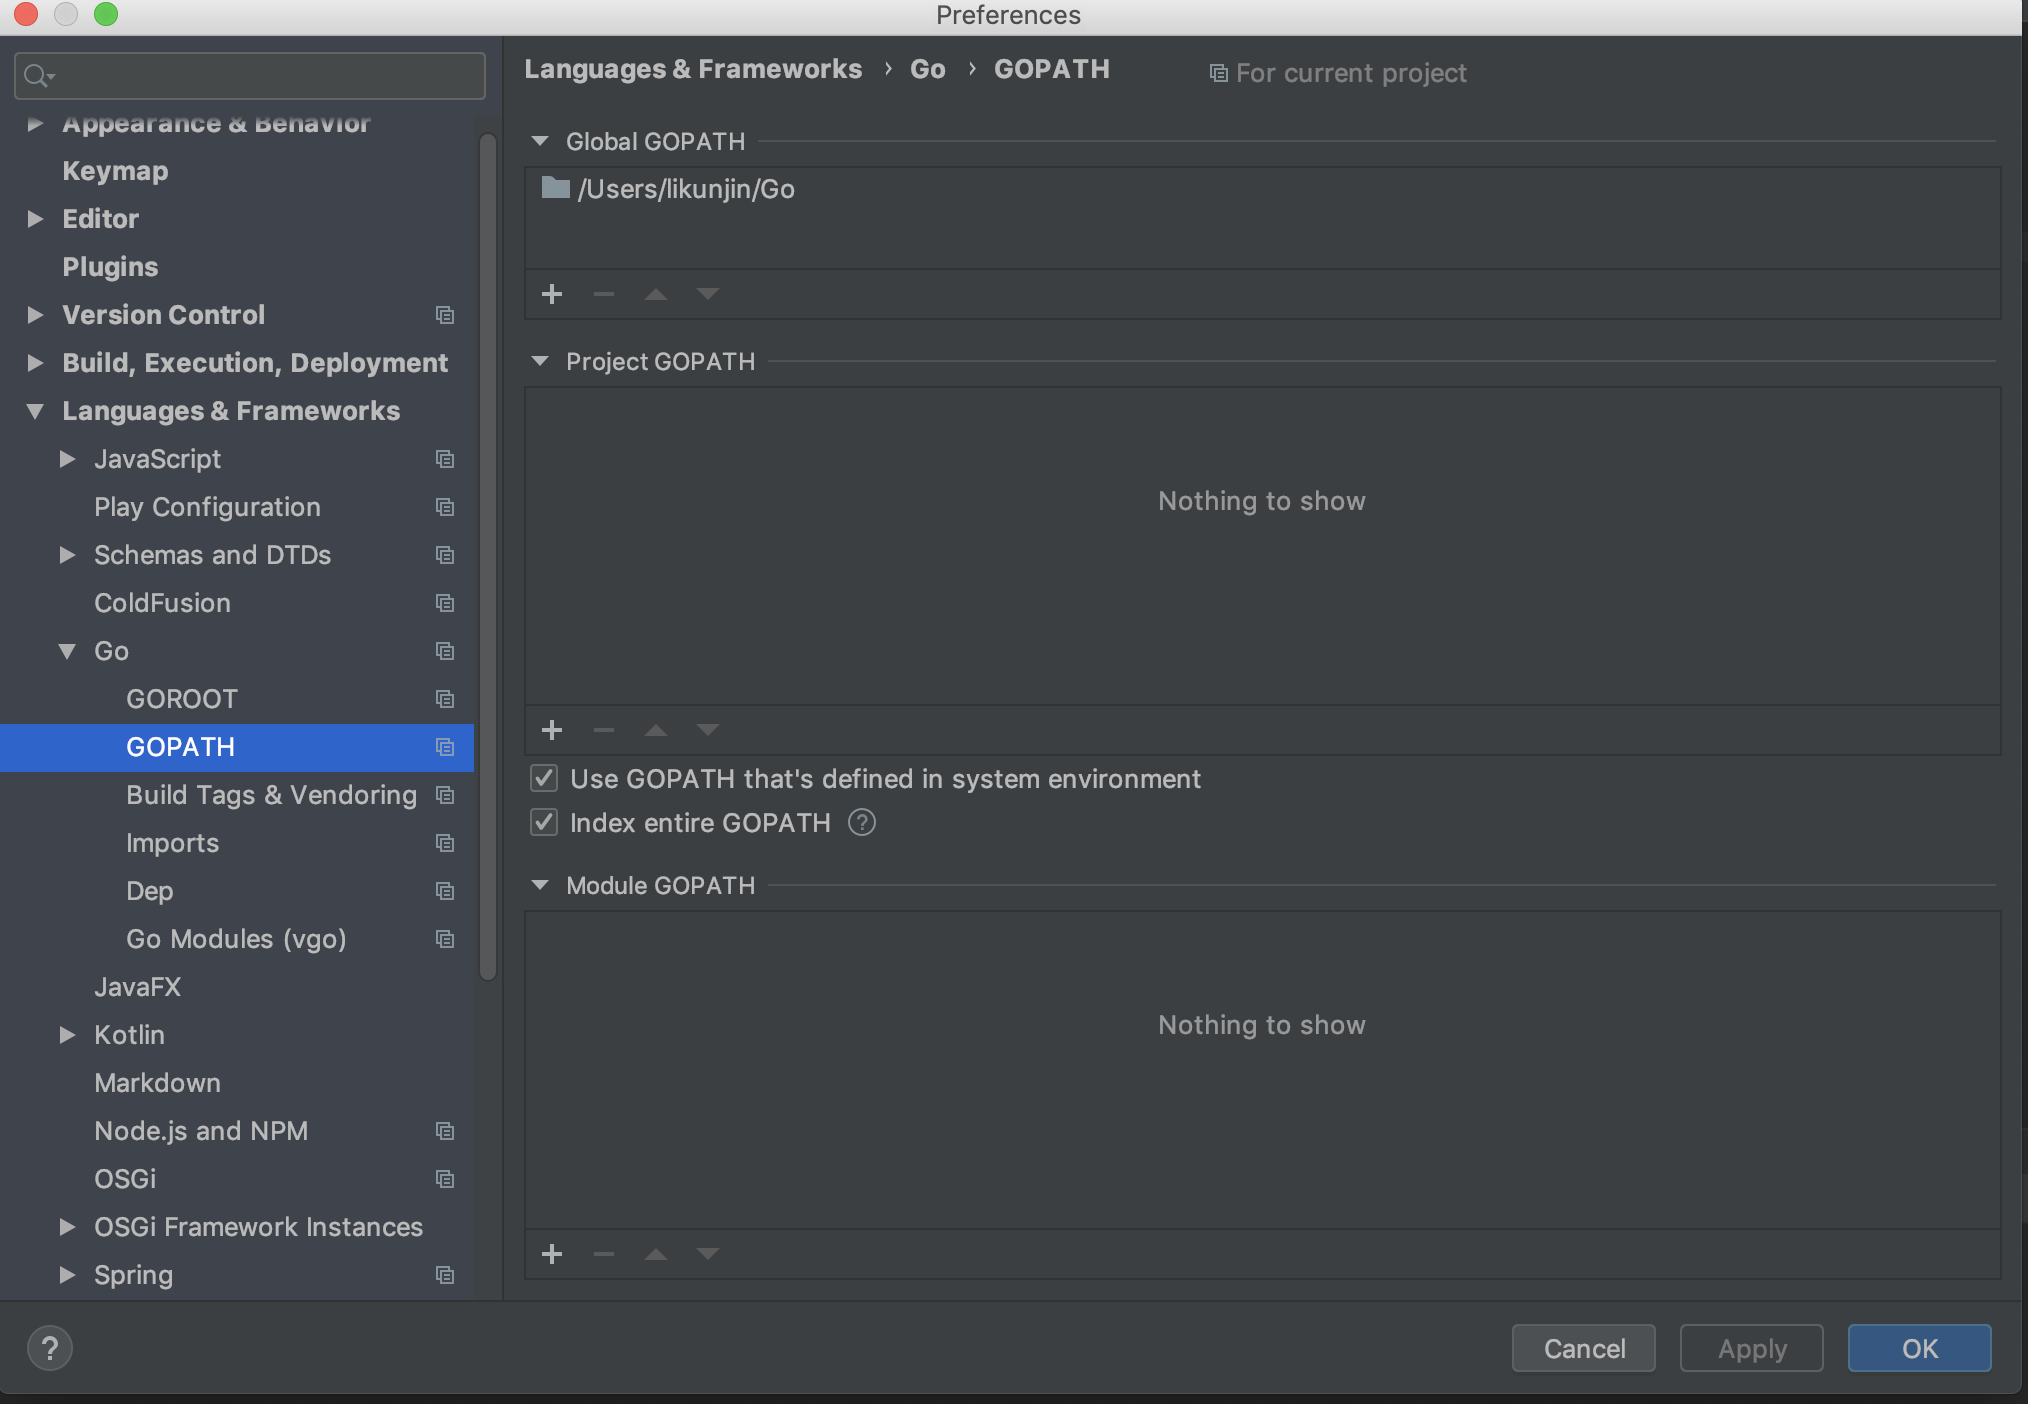 Preferences
Appearance & Behavior
Keymap
Editor
Plugins
Version Control
Build, Execution, Deployment
Languages & Frameworks
JavaScript
Play Configuration
Schemas and DTDs
ColdFusion
Go
GOROOT
GOPATH
Build Tags & Vendoring
Imports
Dep
Go Modules (vgo)
JavaFX
Kotlin
Markdown
Node.js and NPM
OSGi
OSGi Framework Instances
Spring
Languages & Frameworks › Go › GOPATH
For current project
Global GOPATH
/Users/likunjin/Go
Project GOPATH
Nothing to show
Use GOPATH that's defined in system environment
Index entire GOPATH ?
Module GOPATH
Nothing to show
? Cancel Apply OK